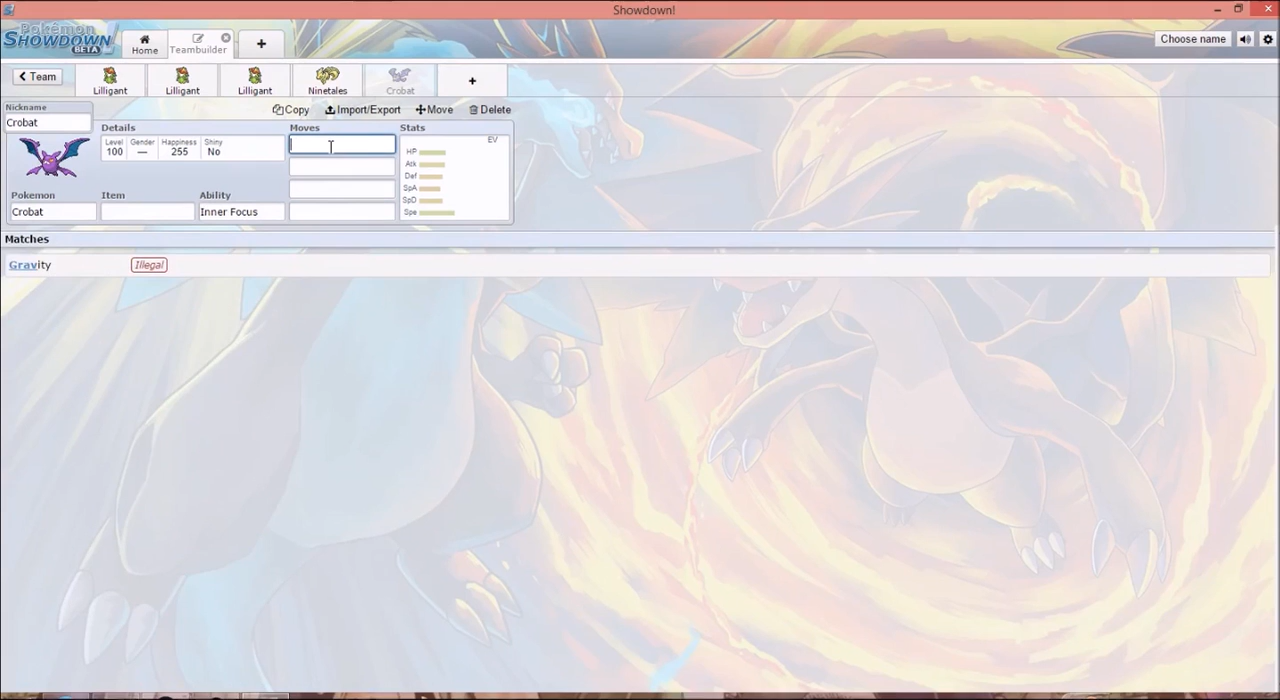 Showdown!
Pokémon
SHOWDOWN
BETA
Home
Teambuilder
+
Choose name
< Team
Lilligant
Lilligant
Lilligant
Ninetales
Crobat
+
Copy Import/Export Move Delete
Nickname
Crobat
Details
Level Gender Happiness Shiny
100 — 255 No
Pokemon Item Ability
Crobat Inner Focus
Moves
Stats
EV
HP
Atk
Def
SpA
SpD
Spe
Matches
Gravity Illegal